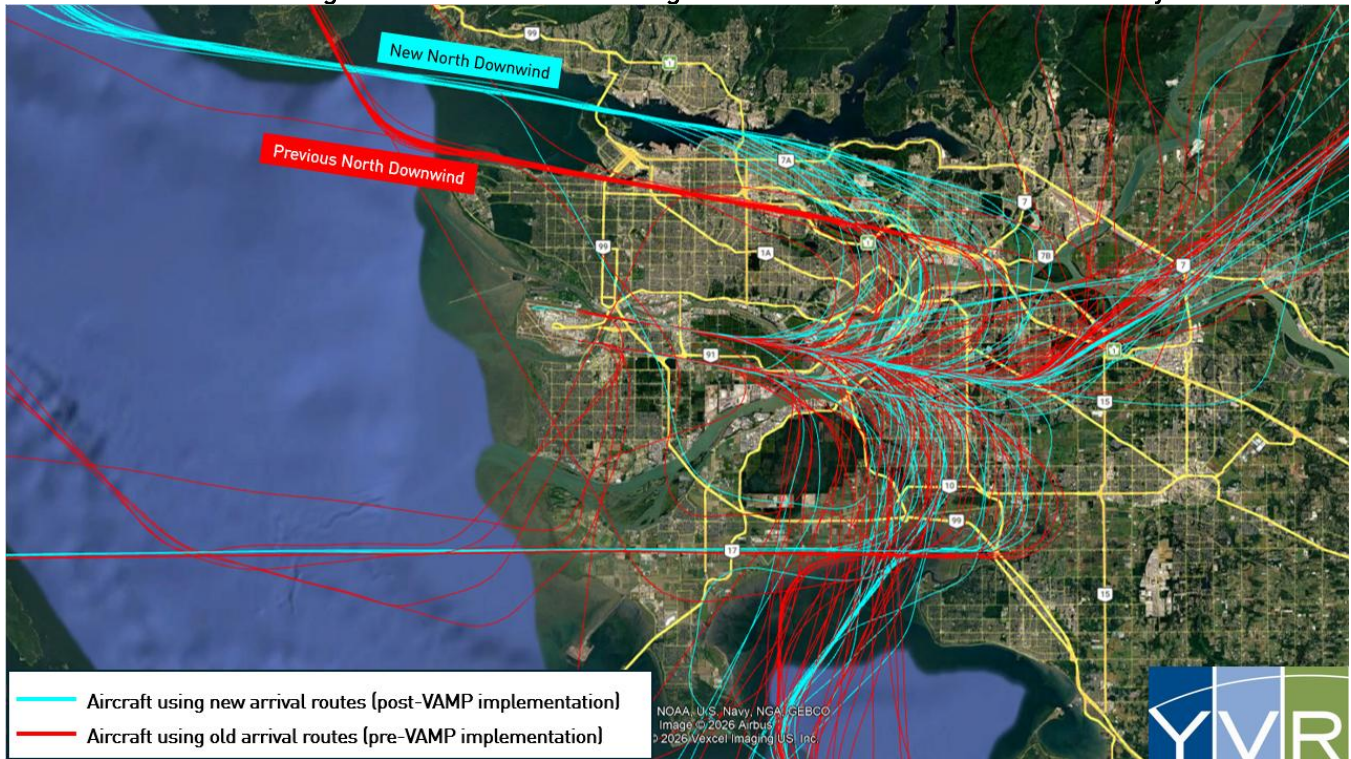 New North Downwind
Previous North Downwind
99
1
7A
7
99
1A
1
7B
7
91
1
15
10
99
17
15
Aircraft using new arrival routes (post-VAMP implementation)
Aircraft using old arrival routes (pre-VAMP implementation)
NOAA, U.S. Navy, NGA, GEBCO
Image © 2026 Airbus
© 2026 Vexcel Imaging US, Inc.
YVR